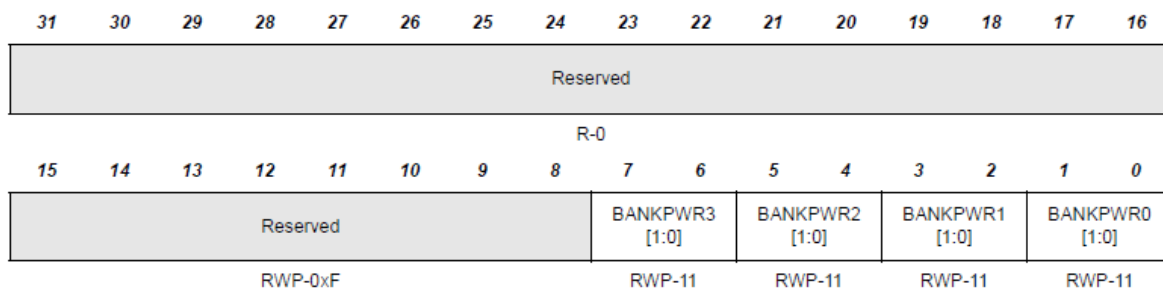 31 30 29 28 27 26 25 24 23 22 21 20 19 18 17 16
Reserved
R-0
15 14 13 12 11 10 9 8 7 6 5 4 3 2 1 0
Reserved BANKPWR3 BANKPWR2 BANKPWR1 BANKPWR0
[1:0] [1:0] [1:0] [1:0]
RWP-0xF RWP-11 RWP-11 RWP-11 RWP-11